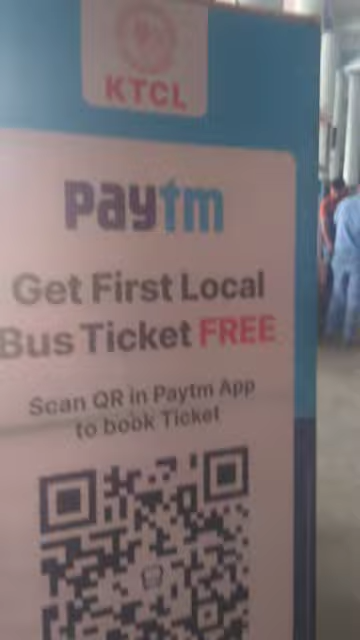 KTCL
paytm
Get First Local
Bus Ticket FREE
Scan QR in Paytm App
to book Ticket